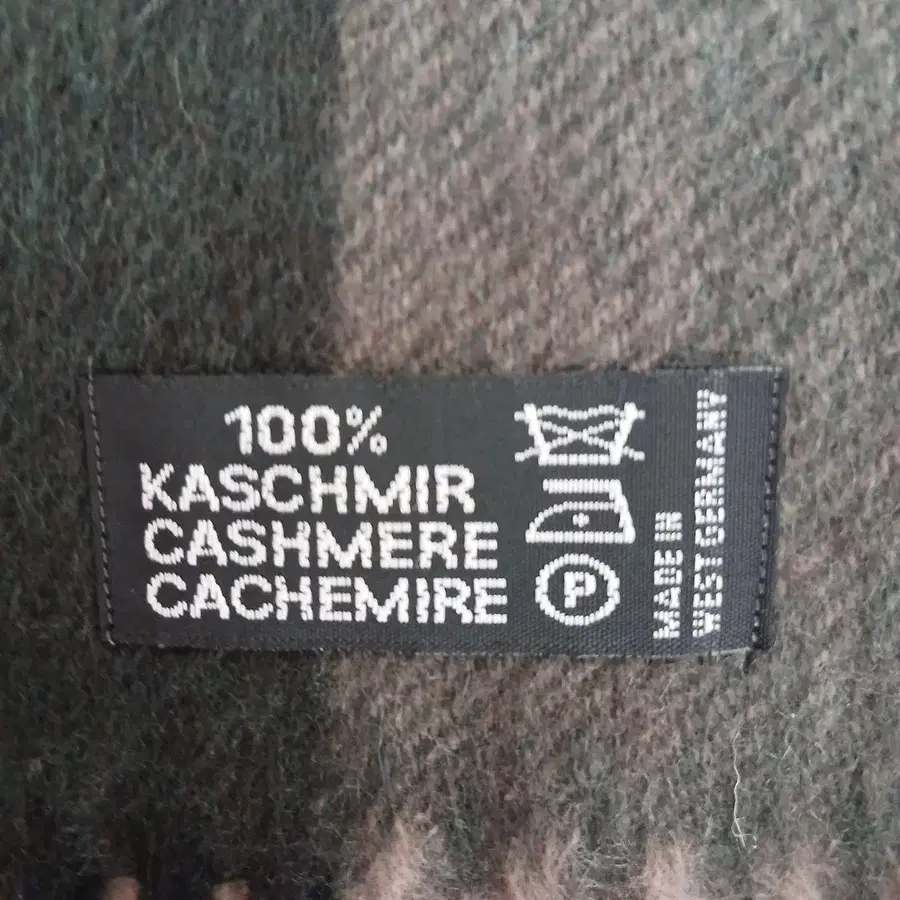 100%
KASCHMIR
CASHMERE
CACHEMIRE
P
MADE IN
WEST GERMANY